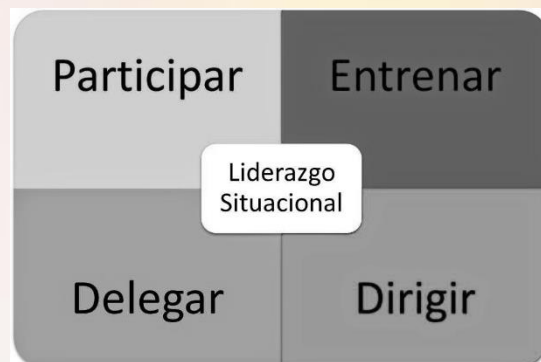 Participar
Entrenar
Liderazgo
Situacional
Delegar
Dirigir